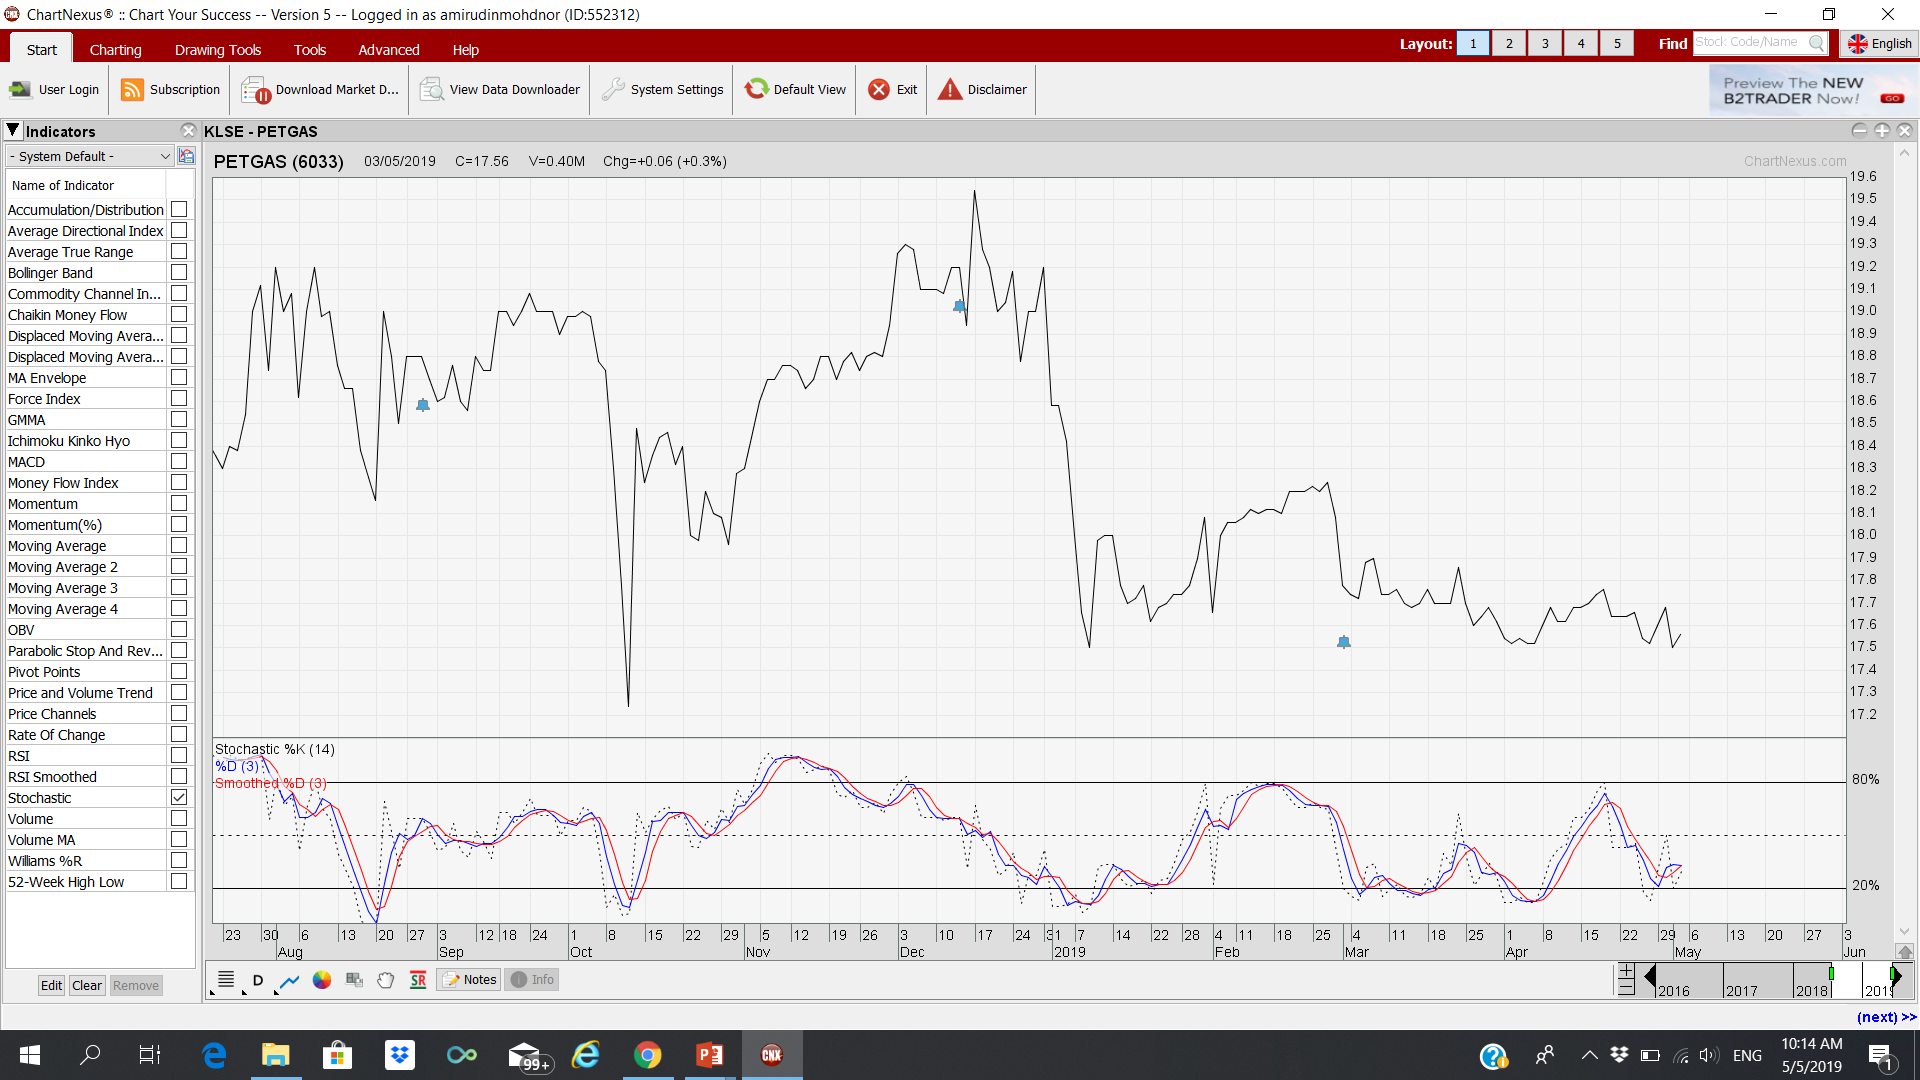 ChartNexus® :: Chart Your Success -- Version 5 -- Logged in as amirudinmohdnor (ID:552312)
Start Charting Drawing Tools Tools Advanced Help Layout: 1 2 3 4 5 Find Stock: Code/Name English
User Login Subscription Download Market D... View Data Downloader System Settings Default View Exit Disclaimer
Preview The NEW
B2TRADER Now! GO
Indicators
- System Default -
Name of Indicator
Accumulation/Distribution
Average Directional Index
Average True Range
Bollinger Band
Commodity Channel In...
Chaikin Money Flow
Displaced Moving Avera...
Displaced Moving Avera...
MA Envelope
Force Index
GMMA
Ichimoku Kinko Hyo
MACD
Money Flow Index
Momentum
Momentum(%)
Moving Average
Moving Average 2
Moving Average 3
Moving Average 4
OBV
Parabolic Stop And Rev...
Pivot Points
Price and Volume Trend
Price Channels
Rate Of Change
RSI
RSI Smoothed
Stochastic
Volume
Volume MA
Williams %R
52-Week High Low
Edit Clear Remove
KLSE - PETGAS
PETGAS (6033) 03/05/2019 C=17.56 V=0.40M Chg=+0.06 (+0.3%) ChartNexus.com
19.6
19.5
19.4
19.3
19.2
19.1
19.0
18.9
18.8
18.7
18.6
18.5
18.4
18.3
18.2
18.1
18.0
17.9
17.8
17.7
17.6
17.5
17.4
17.3
17.2
Stochastic %K (14)
%D (3)
Smoothed %D (3)
80%
20%
23 30 6 13 20 27 3 12 18 24 1 8 15 22 29 5 12 19 26 3 10 17 24 31 7 14 22 28 4 11 18 25 4 11 18 25 1 8 15 22 29 6 13 20 27 3
Aug Sep Oct Nov Dec 2019 Feb Mar Apr May Jun
D SR Notes Info
2016 2017 2018 2019
(next) >>
99+ CNX ENG
10:14 AM
5/5/2019
1